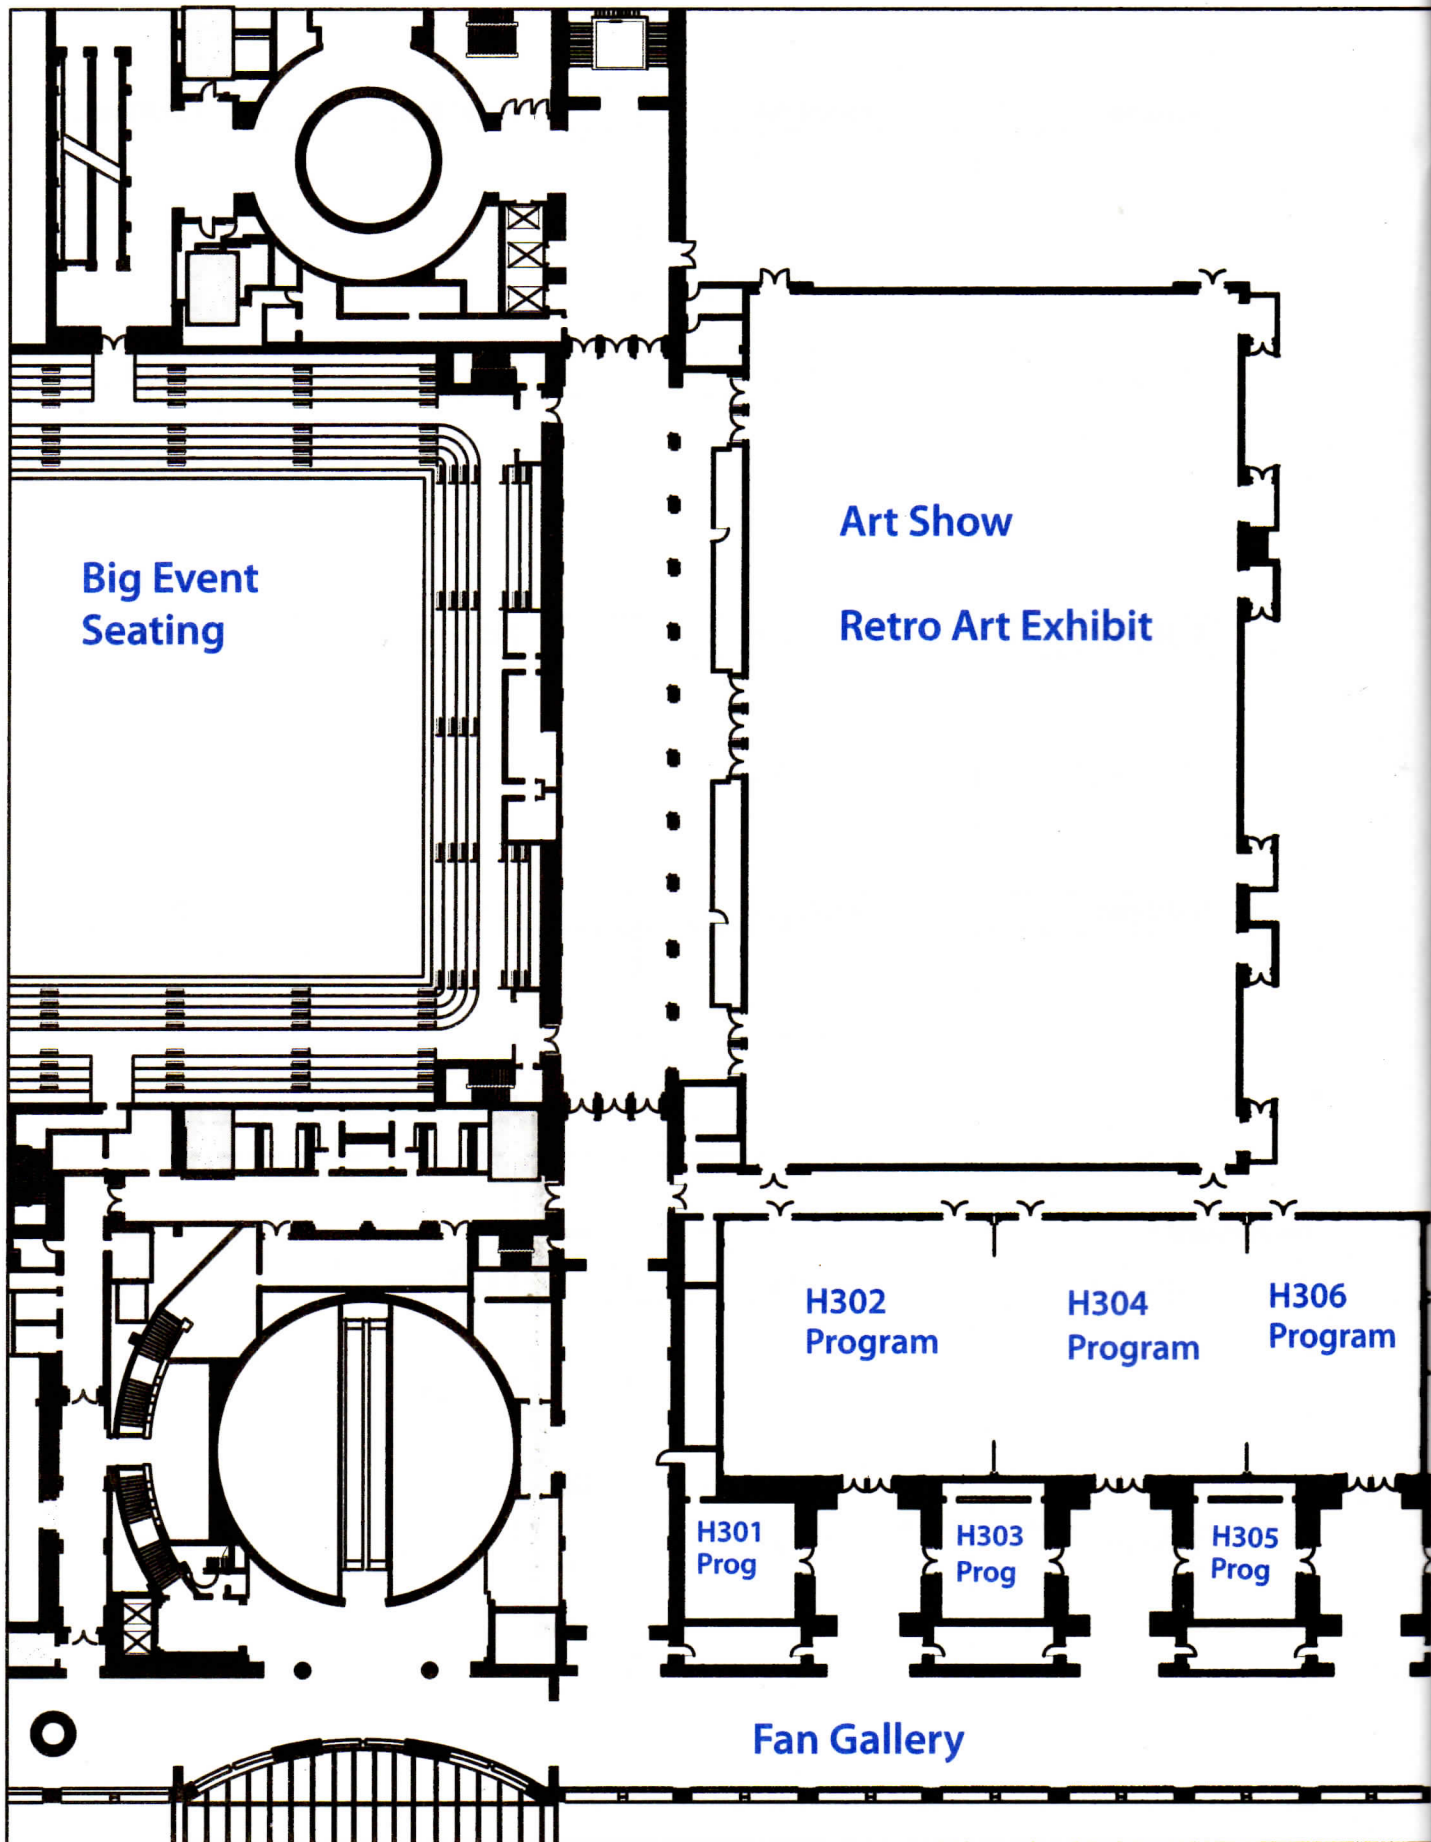 Art Show
Big Event
Seating
Retro Art Exhibit
H302
Program
H304
Program
H306
Program
H301
Prog
H303
Prog
H305
Prog
Fan Gallery